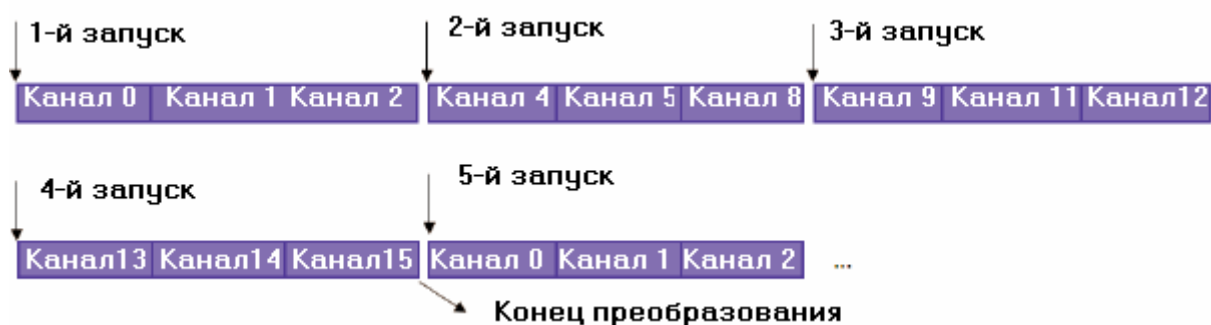 1-й запуск 2-й запуск 3-й запуск
Канал 0 Канал 1 Канал 2 Канал 4 Канал 5 Канал 8 Канал 9 Канал 11 Канал12
4-й запуск 5-й запуск
Канал13 Канал14 Канал15 Канал 0 Канал 1 Канал 2 ...
Конец преобразования